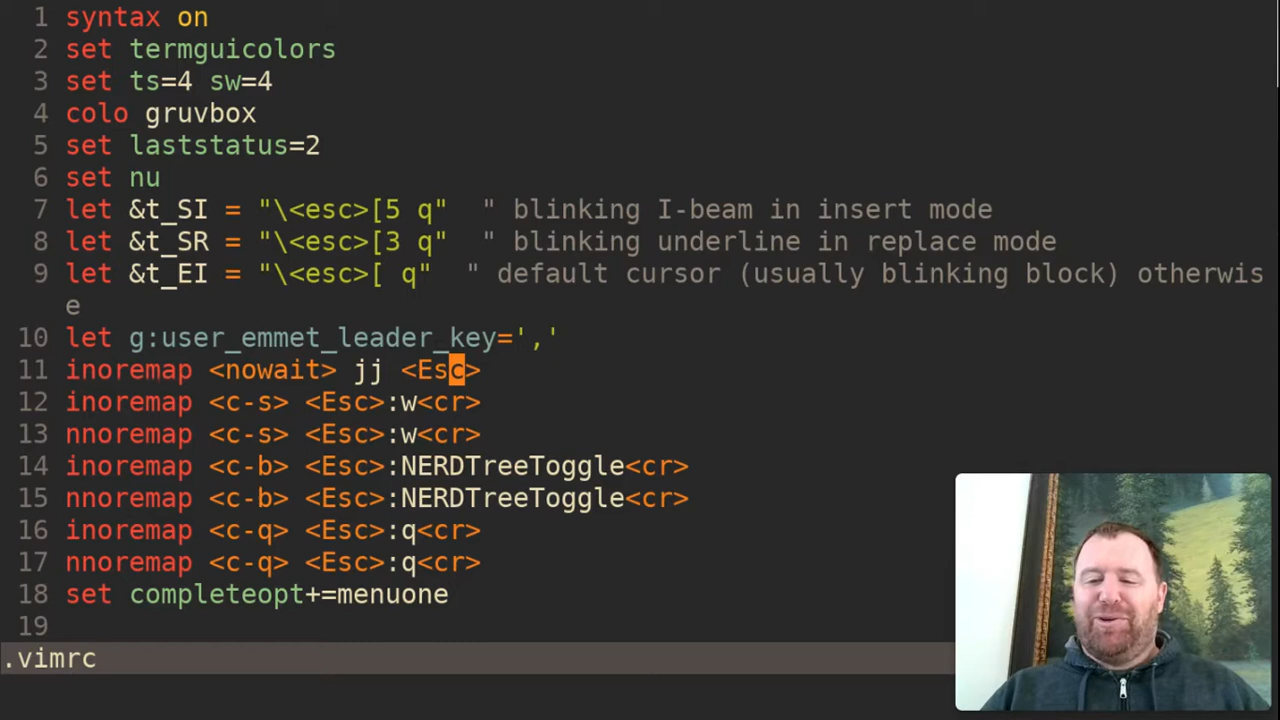 1 syntax on
2 set termguicolors
3 set ts=4 sw=4
4 colo gruvbox
5 set laststatus=2
6 set nu
7 let &t_SI = "\<esc>[5 q"  " blinking I-beam in insert mode
8 let &t_SR = "\<esc>[3 q"  " blinking underline in replace mode
9 let &t_EI = "\<esc>[ q"  " default cursor (usually blinking block) otherwis
e
10 let g:user_emmet_leader_key=','
11 inoremap <nowait> jj <Esc>
12 inoremap <c-s> <Esc>:w<cr>
13 nnoremap <c-s> <Esc>:w<cr>
14 inoremap <c-b> <Esc>:NERDTreeToggle<cr>
15 nnoremap <c-b> <Esc>:NERDTreeToggle<cr>
16 inoremap <c-q> <Esc>:q<cr>
17 nnoremap <c-q> <Esc>:q<cr>
18 set completeopt+=menuone
19
.vimrc